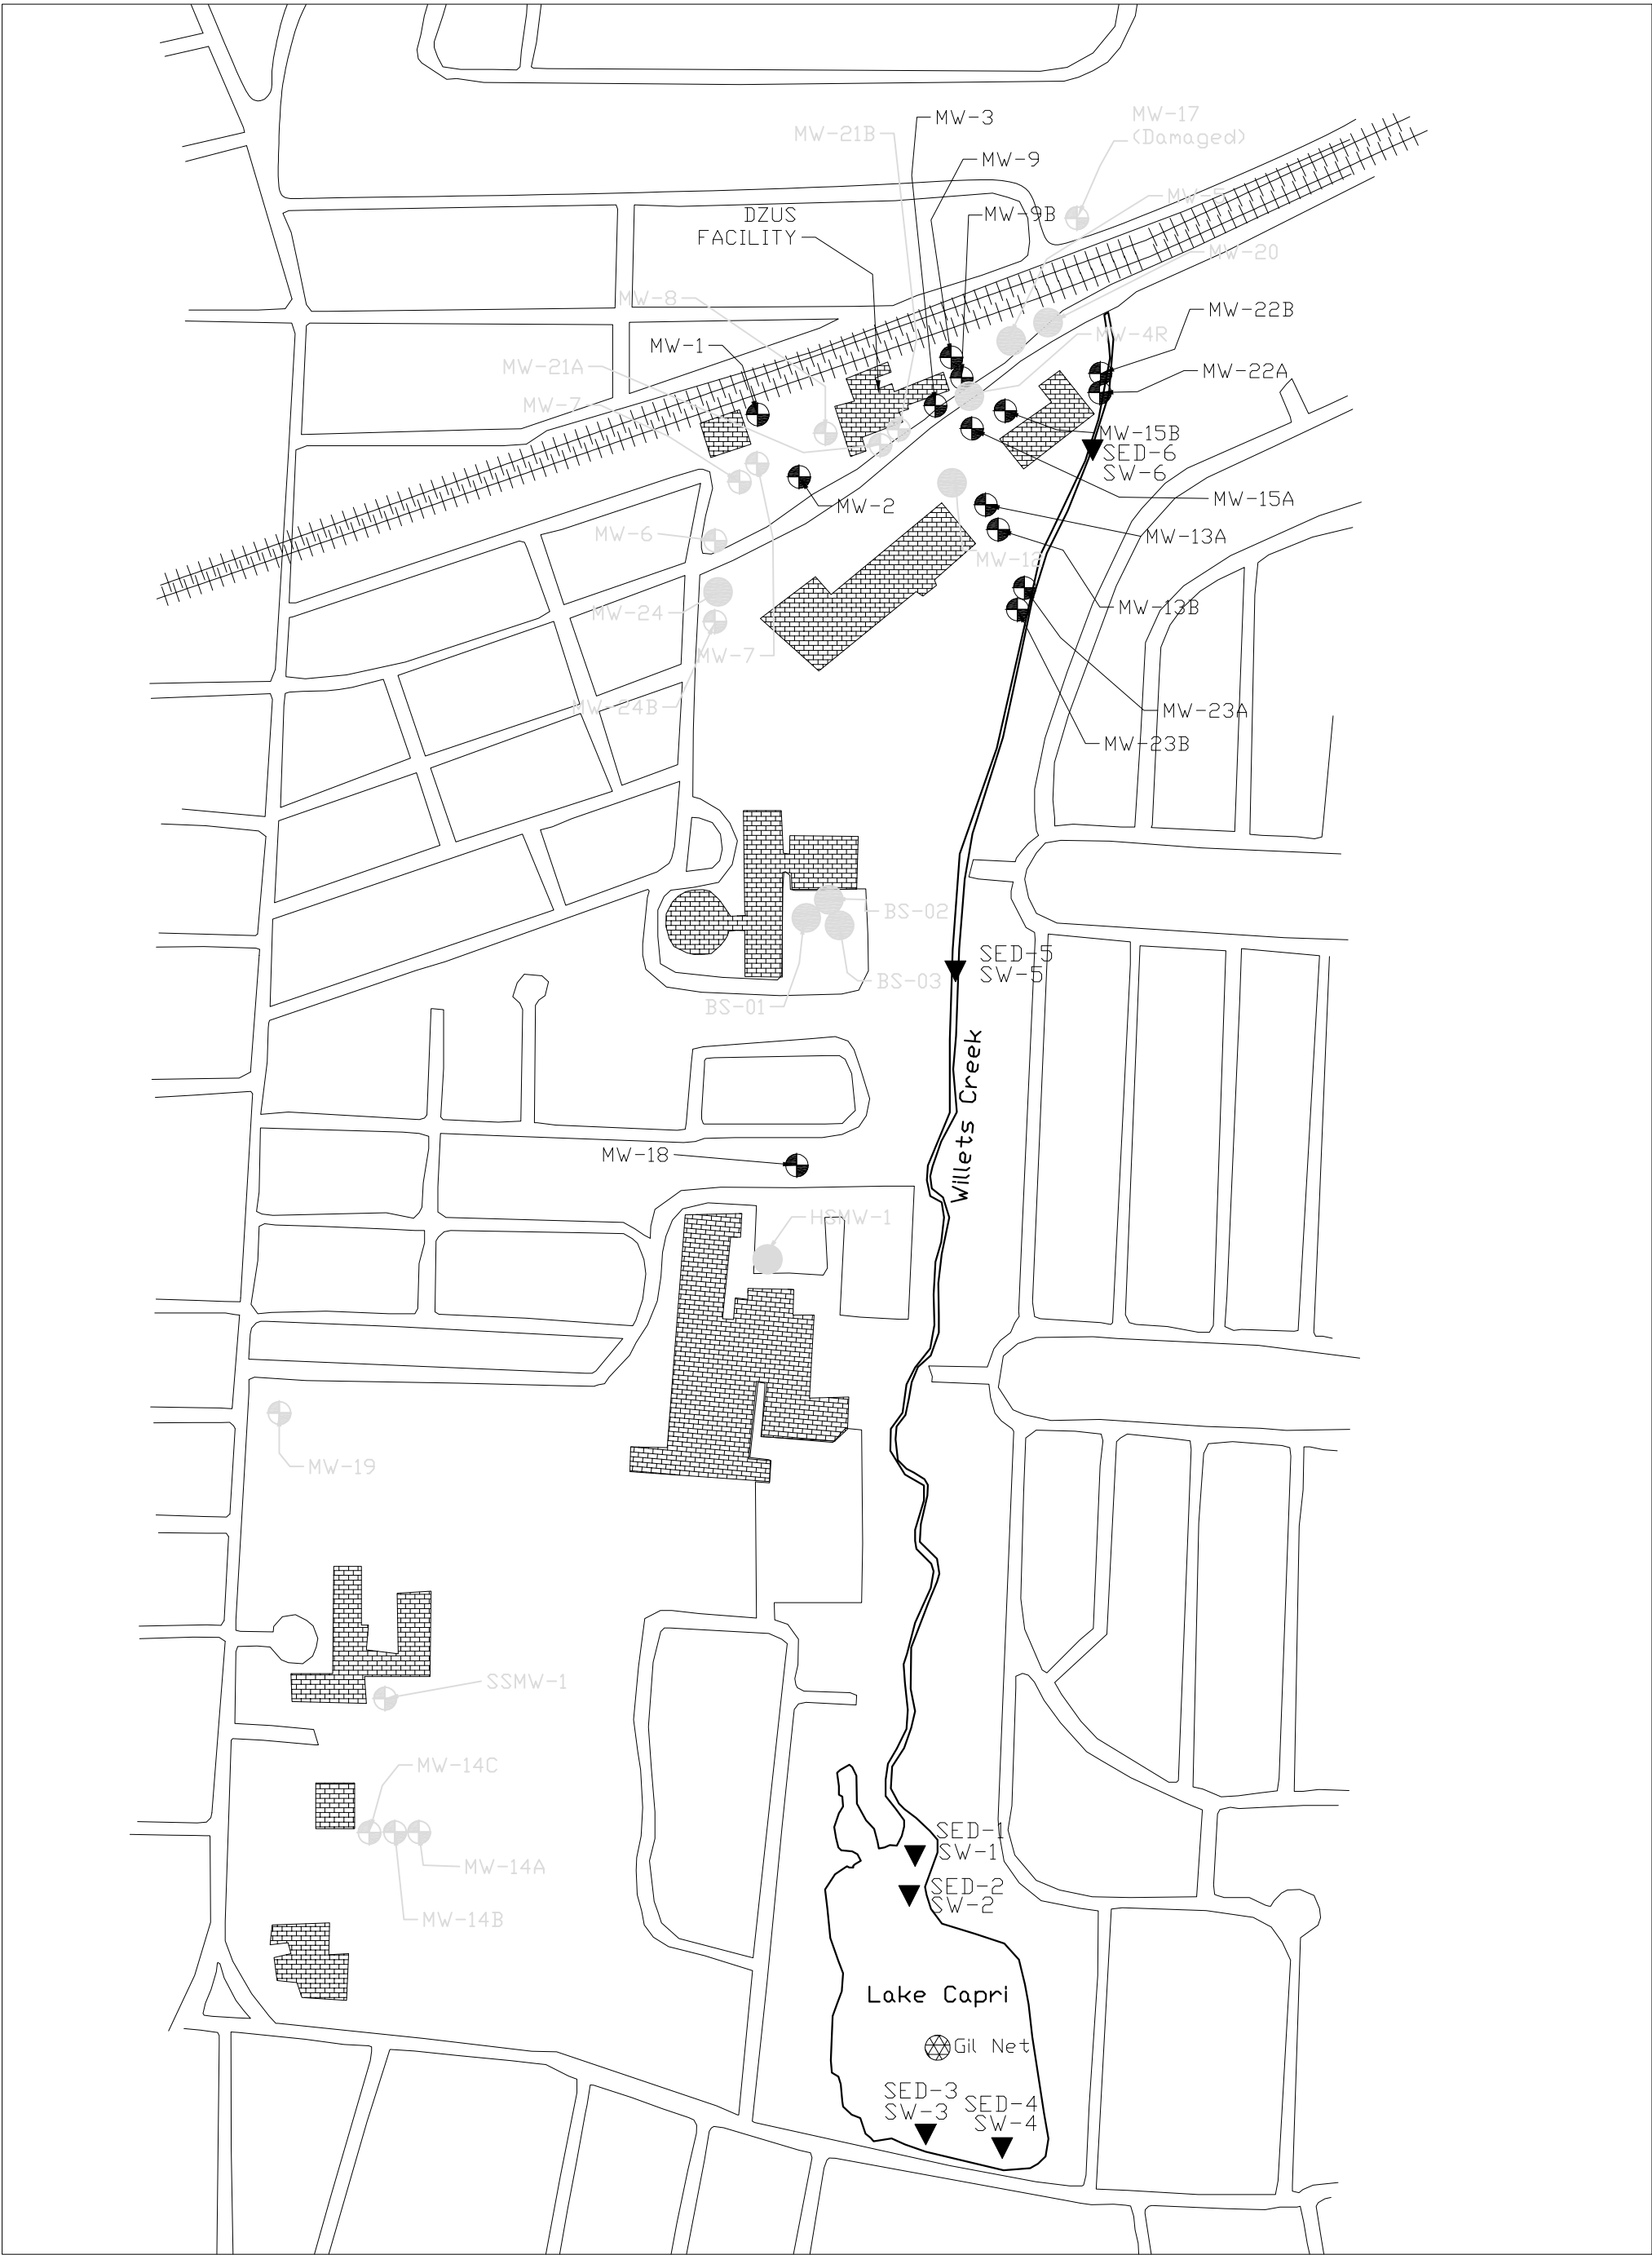 MW-3
MW-17
(Damaged)
MW-21B
MW-9
MW-5
DZUS
FACILITY
MW-9B
MW-20
MW-8
MW-22B
MW-4R
MW-1
MW-21A
MW-22A
MW-7
MW-15B
SED-6
SW-6
MW-15A
MW-2
MW-6
MW-13A
MW-12
MW-24
MW-13B
MW-7
MW-24B
MW-23A
MW-23B
BS-02
SED-5
SW-5
BS-03
BS-01
Willets Creek
MW-18
HSMW-1
MW-19
SSMW-1
MW-14C
SED-1
SW-1
MW-14A
SED-2
SW-2
MW-14B
Lake Capri
Gil Net
SED-3
SW-3
SED-4
SW-4